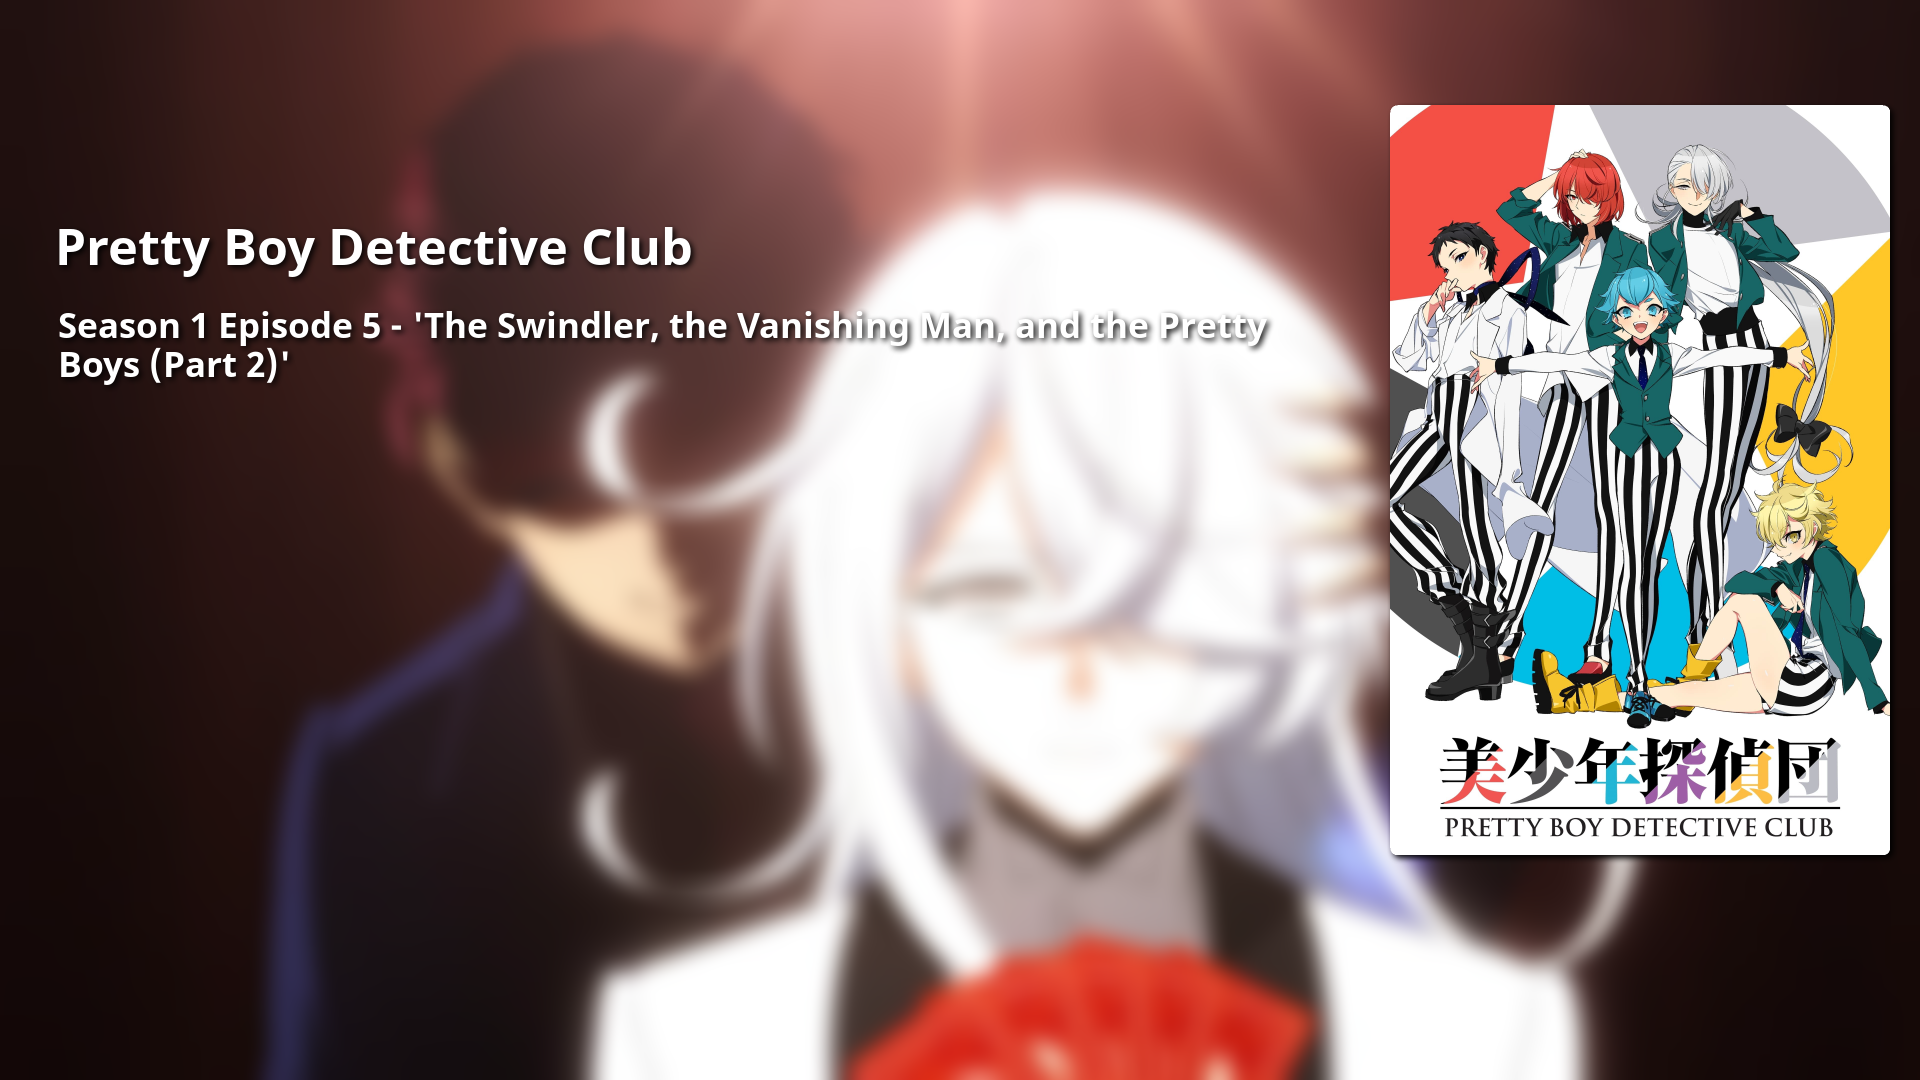 Pretty Boy Detective Club
Season 1 Episode 5 - 'The Swindler, the Vanishing Man, and the Pretty
Boys (Part 2)'
美少年探偵団
PRETTY BOY DETECTIVE CLUB